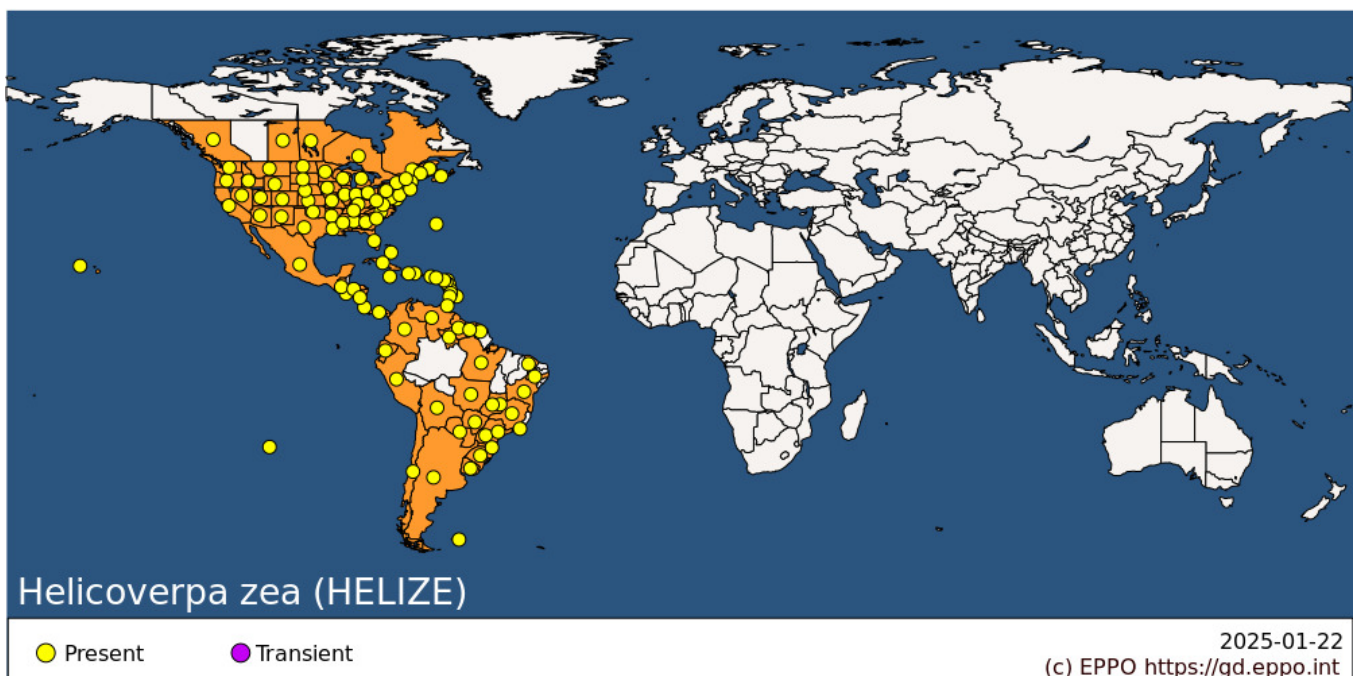 Helicoverpa zea (HELIZE)
Present
Transient
2025-01-22
(c) EPPO https://gd.eppo.int